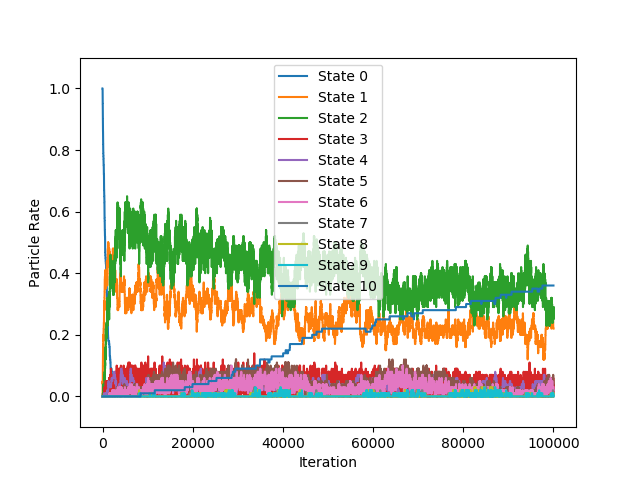 State 0
State 1
State 2
State 3
State 4
State 5
State 6
State 7
State 8
State 9
State 10
1.0
0.8
0.6
0.4
0.2
0.0
Particle Rate
0 20000 40000 60000 80000 100000
Iteration